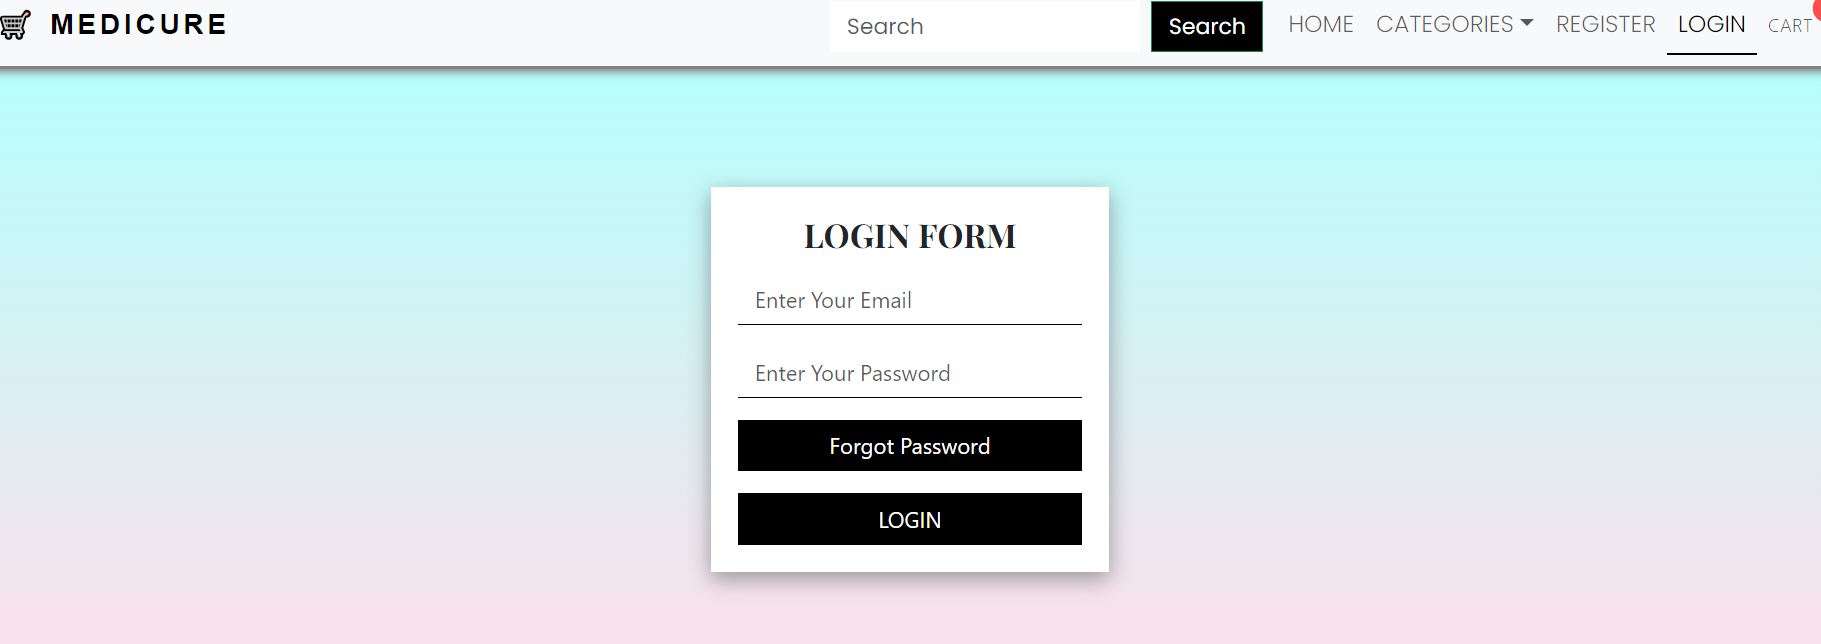 MEDICURE
Search
Search
HOME
CATEGORIES
REGISTER
LOGIN
CART
LOGIN FORM
Enter Your Email
Enter Your Password
Forgot Password
LOGIN